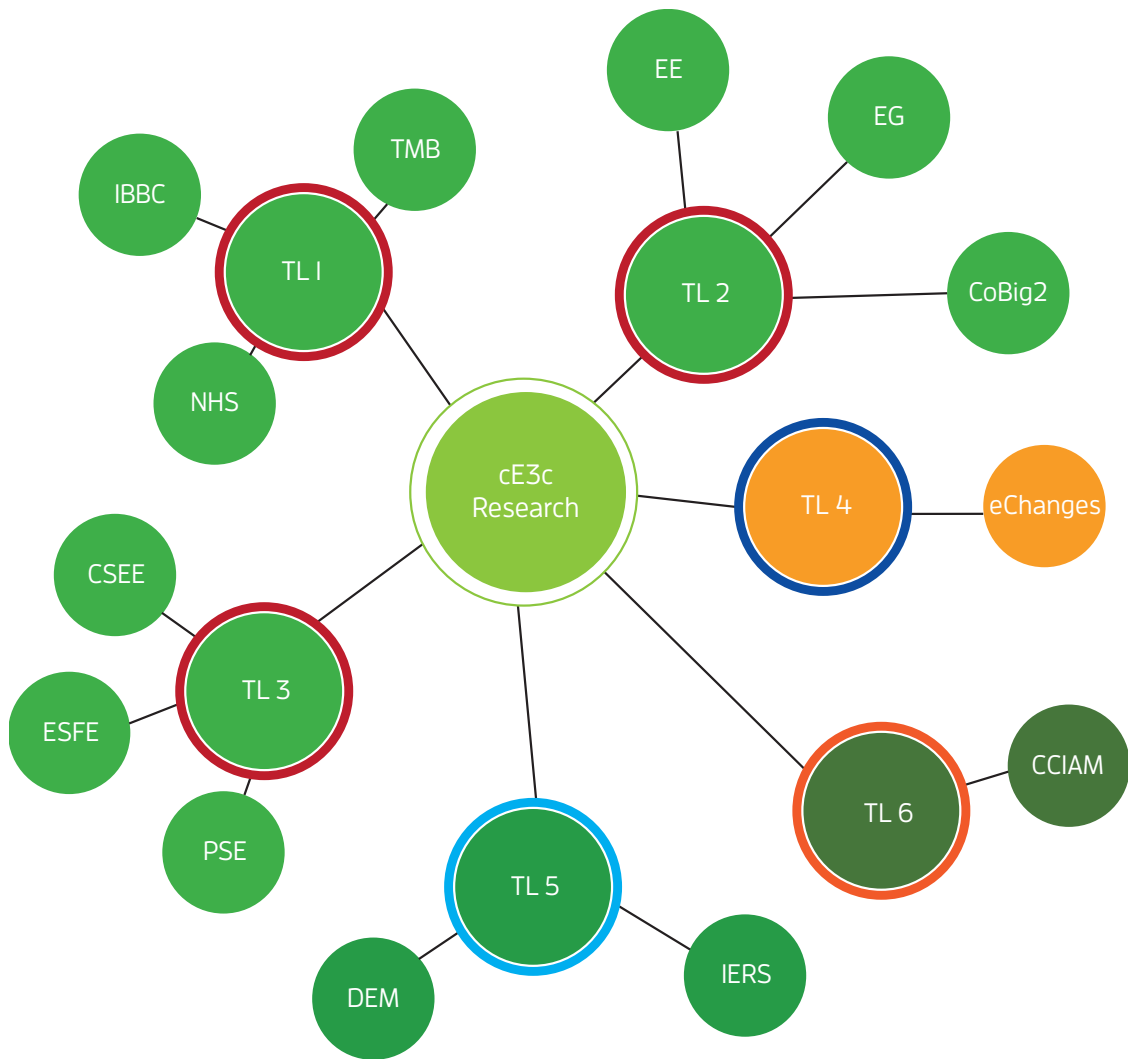 EE
EG
TMB
IBBC
TL 1
TL 2
CoBig2
NHS
cE3c
Research
TL 4
eChanges
CSEE
TL 3
ESFE
CCIAM
TL 6
PSE
TL 5
IERS
DEM